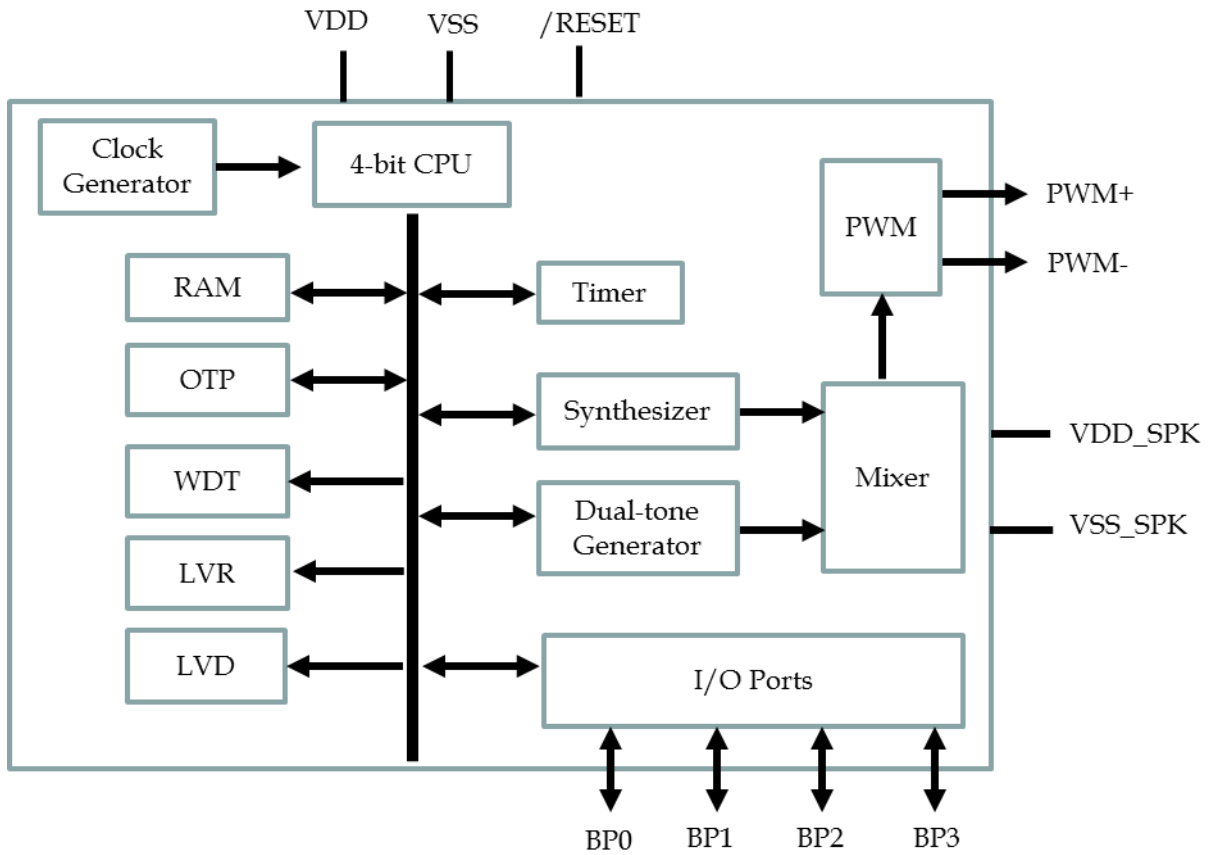 VDD
VSS
/RESET
Clock
Generator
4-bit CPU
PWM
PWM+
PWM-
RAM
Timer
OTP
Synthesizer
Mixer
VDD_SPK
WDT
Dual-tone
Generator
VSS_SPK
LVR
LVD
I/O Ports
BP0
BP1
BP2
BP3